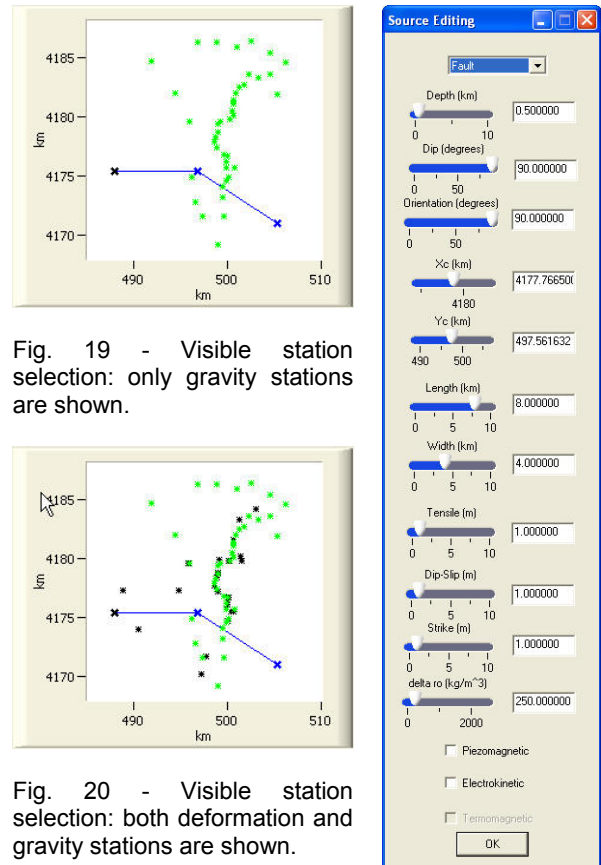 4185
4180
4175
4170
km
490
500
510
km
Fig. 19 - Visible station
selection: only gravity stations
are shown.
4185
4180
4175
4170
km
490
500
510
km
Fig. 20 - Visible station
selection: both deformation and
gravity stations are shown.
Source Editing
Fault
Depth (km)
0.500000
0 10
Dip (degrees)
90.000000
0 50
Orientation (degrees)
90.000000
0 50
Xc (km)
4177.766500
4180
Yc (km)
497.561632
490 500
Length (km)
8.000000
0 5 10
Width (km)
4.000000
0 5 10
Tensile (m)
1.000000
0 5 10
Dip-Slip (m)
1.000000
0 5 10
Strike (m)
1.000000
0 5 10
delta ro (kg/m^3)
250.000000
0 2000
Piezomagnetic
Electrokinetic
Termomagnetic
OK